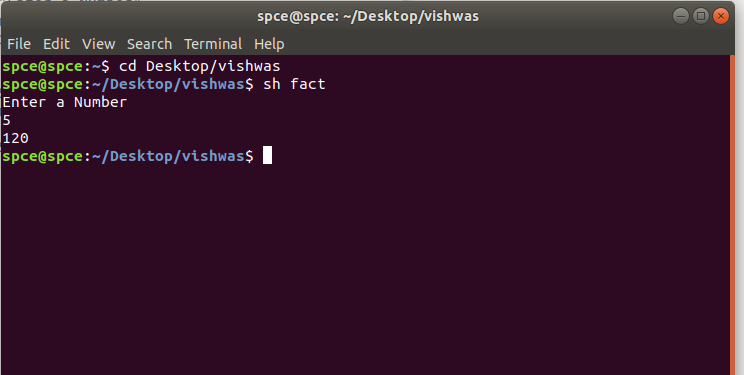 spce@spce: ~/Desktop/vishwas
File Edit View Search Terminal Help
spce@spce:~$ cd Desktop/vishwas
spce@spce:~/Desktop/vishwas$ sh fact
Enter a Number
5
120
spce@spce:~/Desktop/vishwas$